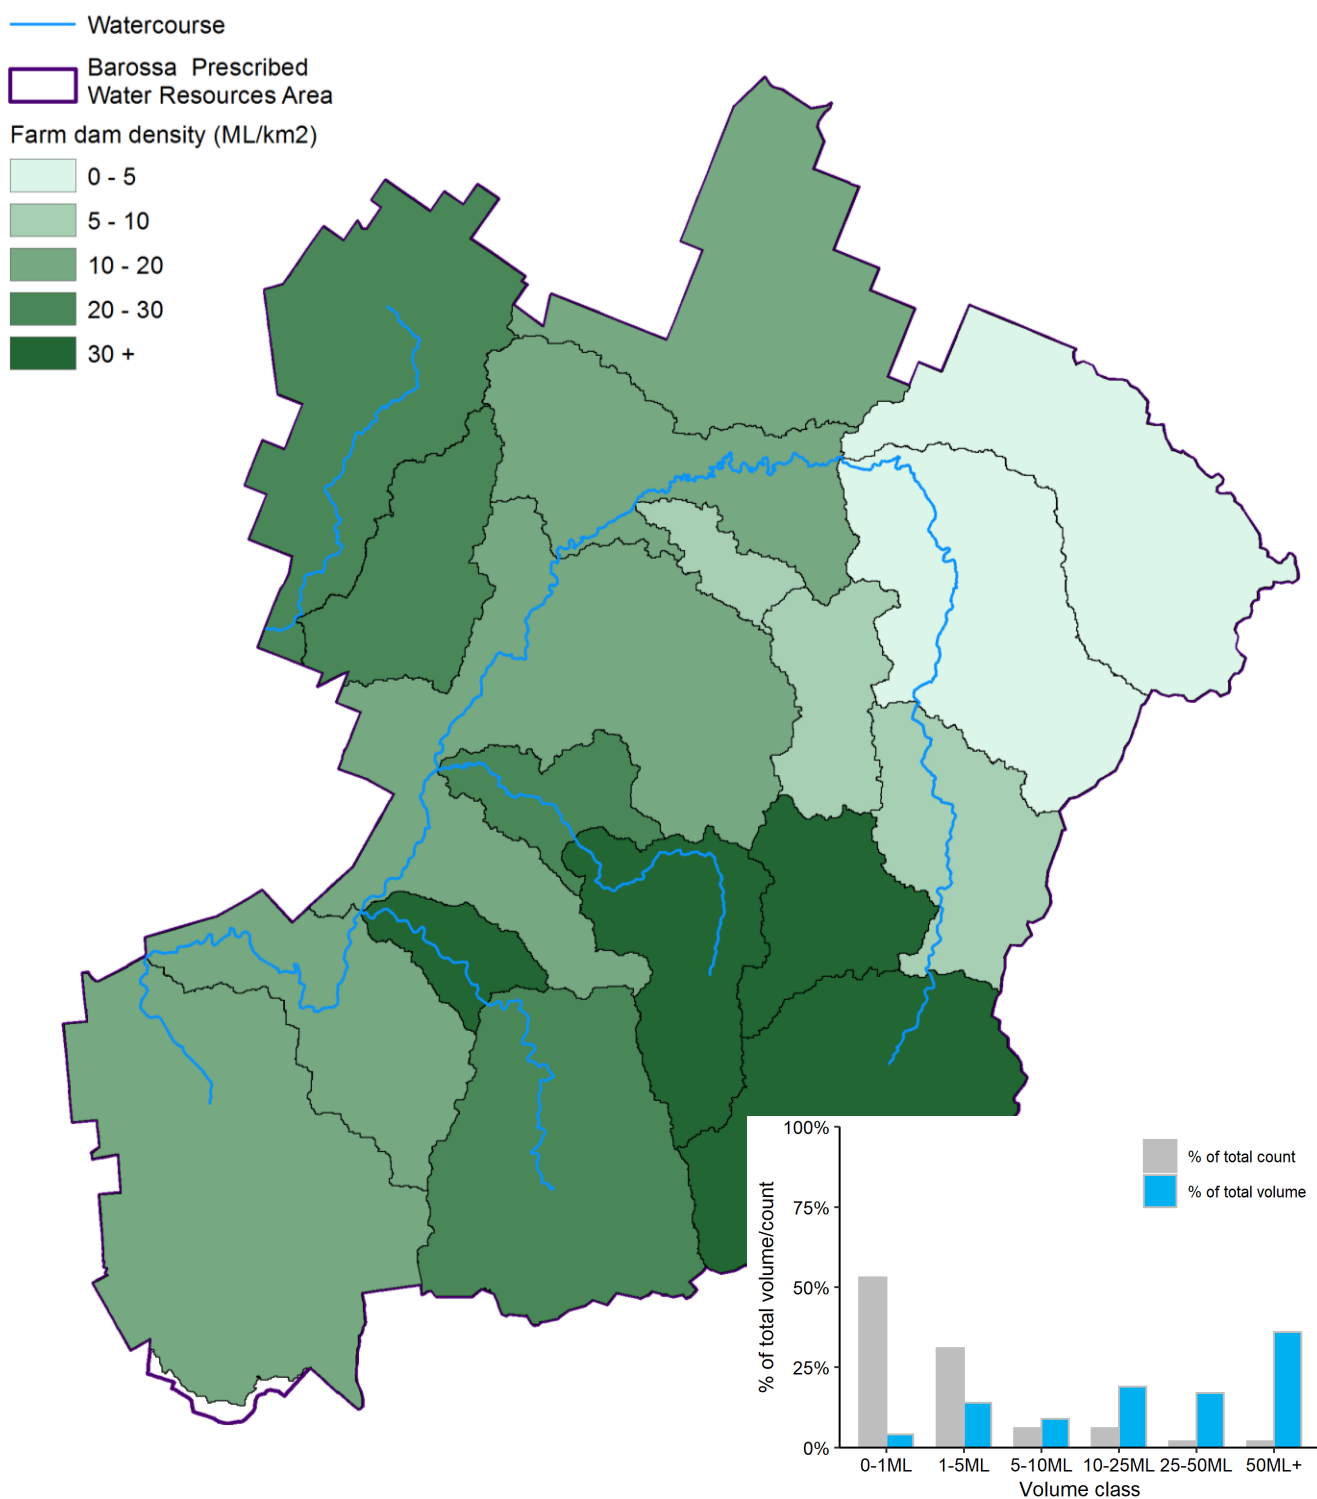 Watercourse
Barossa Prescribed
Water Resources Area
Farm dam density (ML/km2)
0 - 5
5 - 10
10 - 20
20 - 30
30 +
% of total volume/count
100%
75%
50%
25%
0%
% of total count
% of total volume
0-1ML 1-5ML 5-10ML 10-25ML 25-50ML 50ML+
Volume class